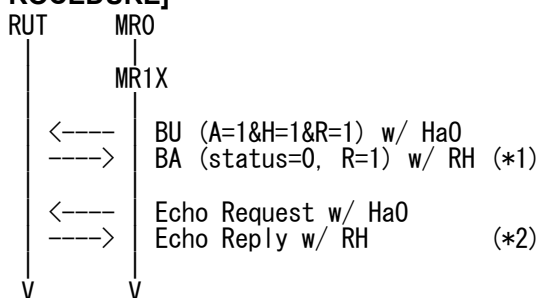 ROCEDURE]
RUT MR0
MR1X
<---- BU (A=1&H=1&R=1) w/ HaO
----> BA (status=0, R=1) w/ RH (*1)
<---- Echo Request w/ HaO
----> Echo Reply w/ RH (*2)
V V